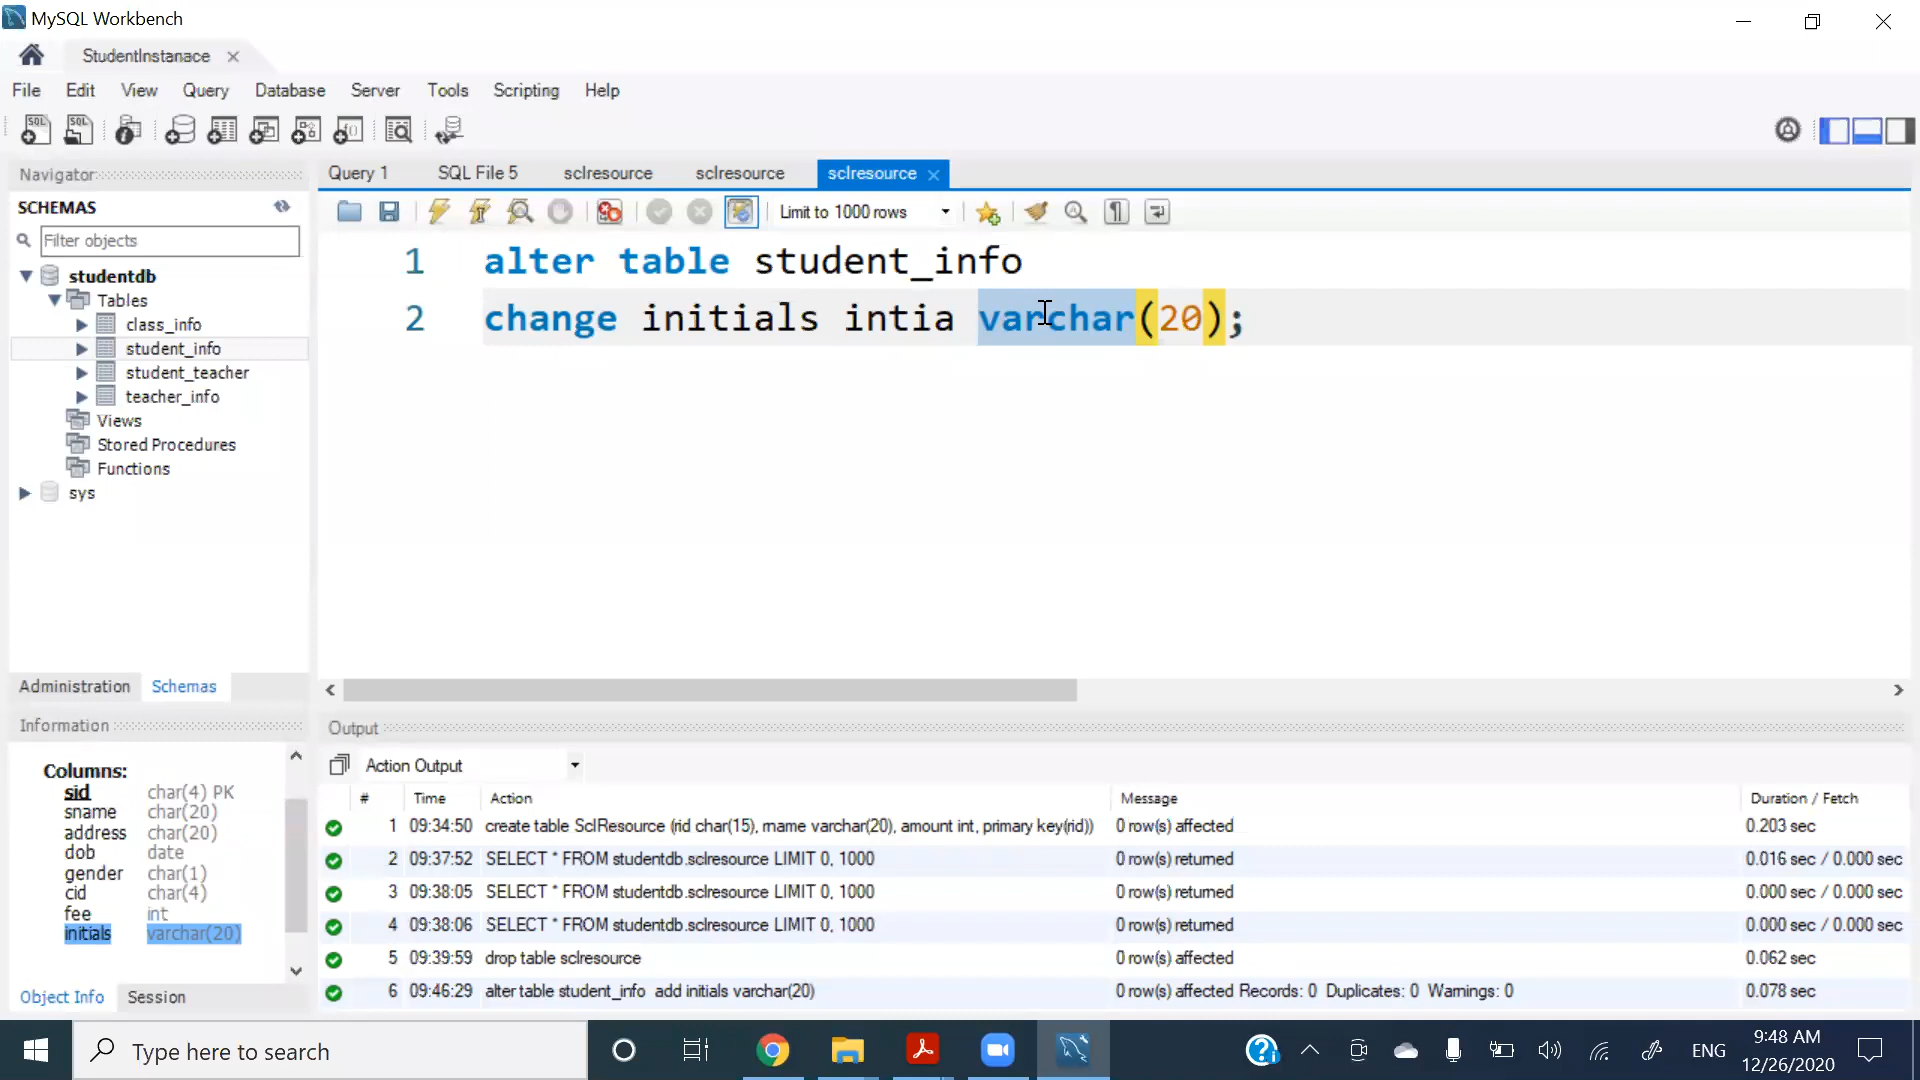 MySQL Workbench
StudentInstanace
File Edit View Query Database Server Tools Scripting Help
Navigator
SCHEMAS
Filter objects
studentdb
Tables
class_info
student_info
student_teacher
teacher_info
Views
Stored Procedures
Functions
sys
Administration Schemas
Query 1 SQL File 5 sclresource sclresource sclresource
Limit to 1000 rows
1 alter table student_info
2 change initials intia varchar(20);
Information
Columns:
sid char(4) PK
sname char(20)
address char(20)
dob date
gender char(1)
cid char(4)
fee int
initials varchar(20)
Object Info Session
Output
Action Output
# Time Action Message Duration / Fetch
1 09:34:50 create table SclResource (rid char(15), rname varchar(20), amount int, primary key(rid)) 0 row(s) affected 0.203 sec
2 09:37:52 SELECT * FROM studentdb.sclresource LIMIT 0, 1000 0 row(s) returned 0.016 sec / 0.000 sec
3 09:38:05 SELECT * FROM studentdb.sclresource LIMIT 0, 1000 0 row(s) returned 0.000 sec / 0.000 sec
4 09:38:06 SELECT * FROM studentdb.sclresource LIMIT 0, 1000 0 row(s) returned 0.000 sec / 0.000 sec
5 09:39:59 drop table sclresource 0 row(s) affected 0.062 sec
6 09:46:29 alter table student_info add initials varchar(20) 0 row(s) affected Records: 0 Duplicates: 0 Warnings: 0 0.078 sec
Type here to search
ENG
9:48 AM
12/26/2020